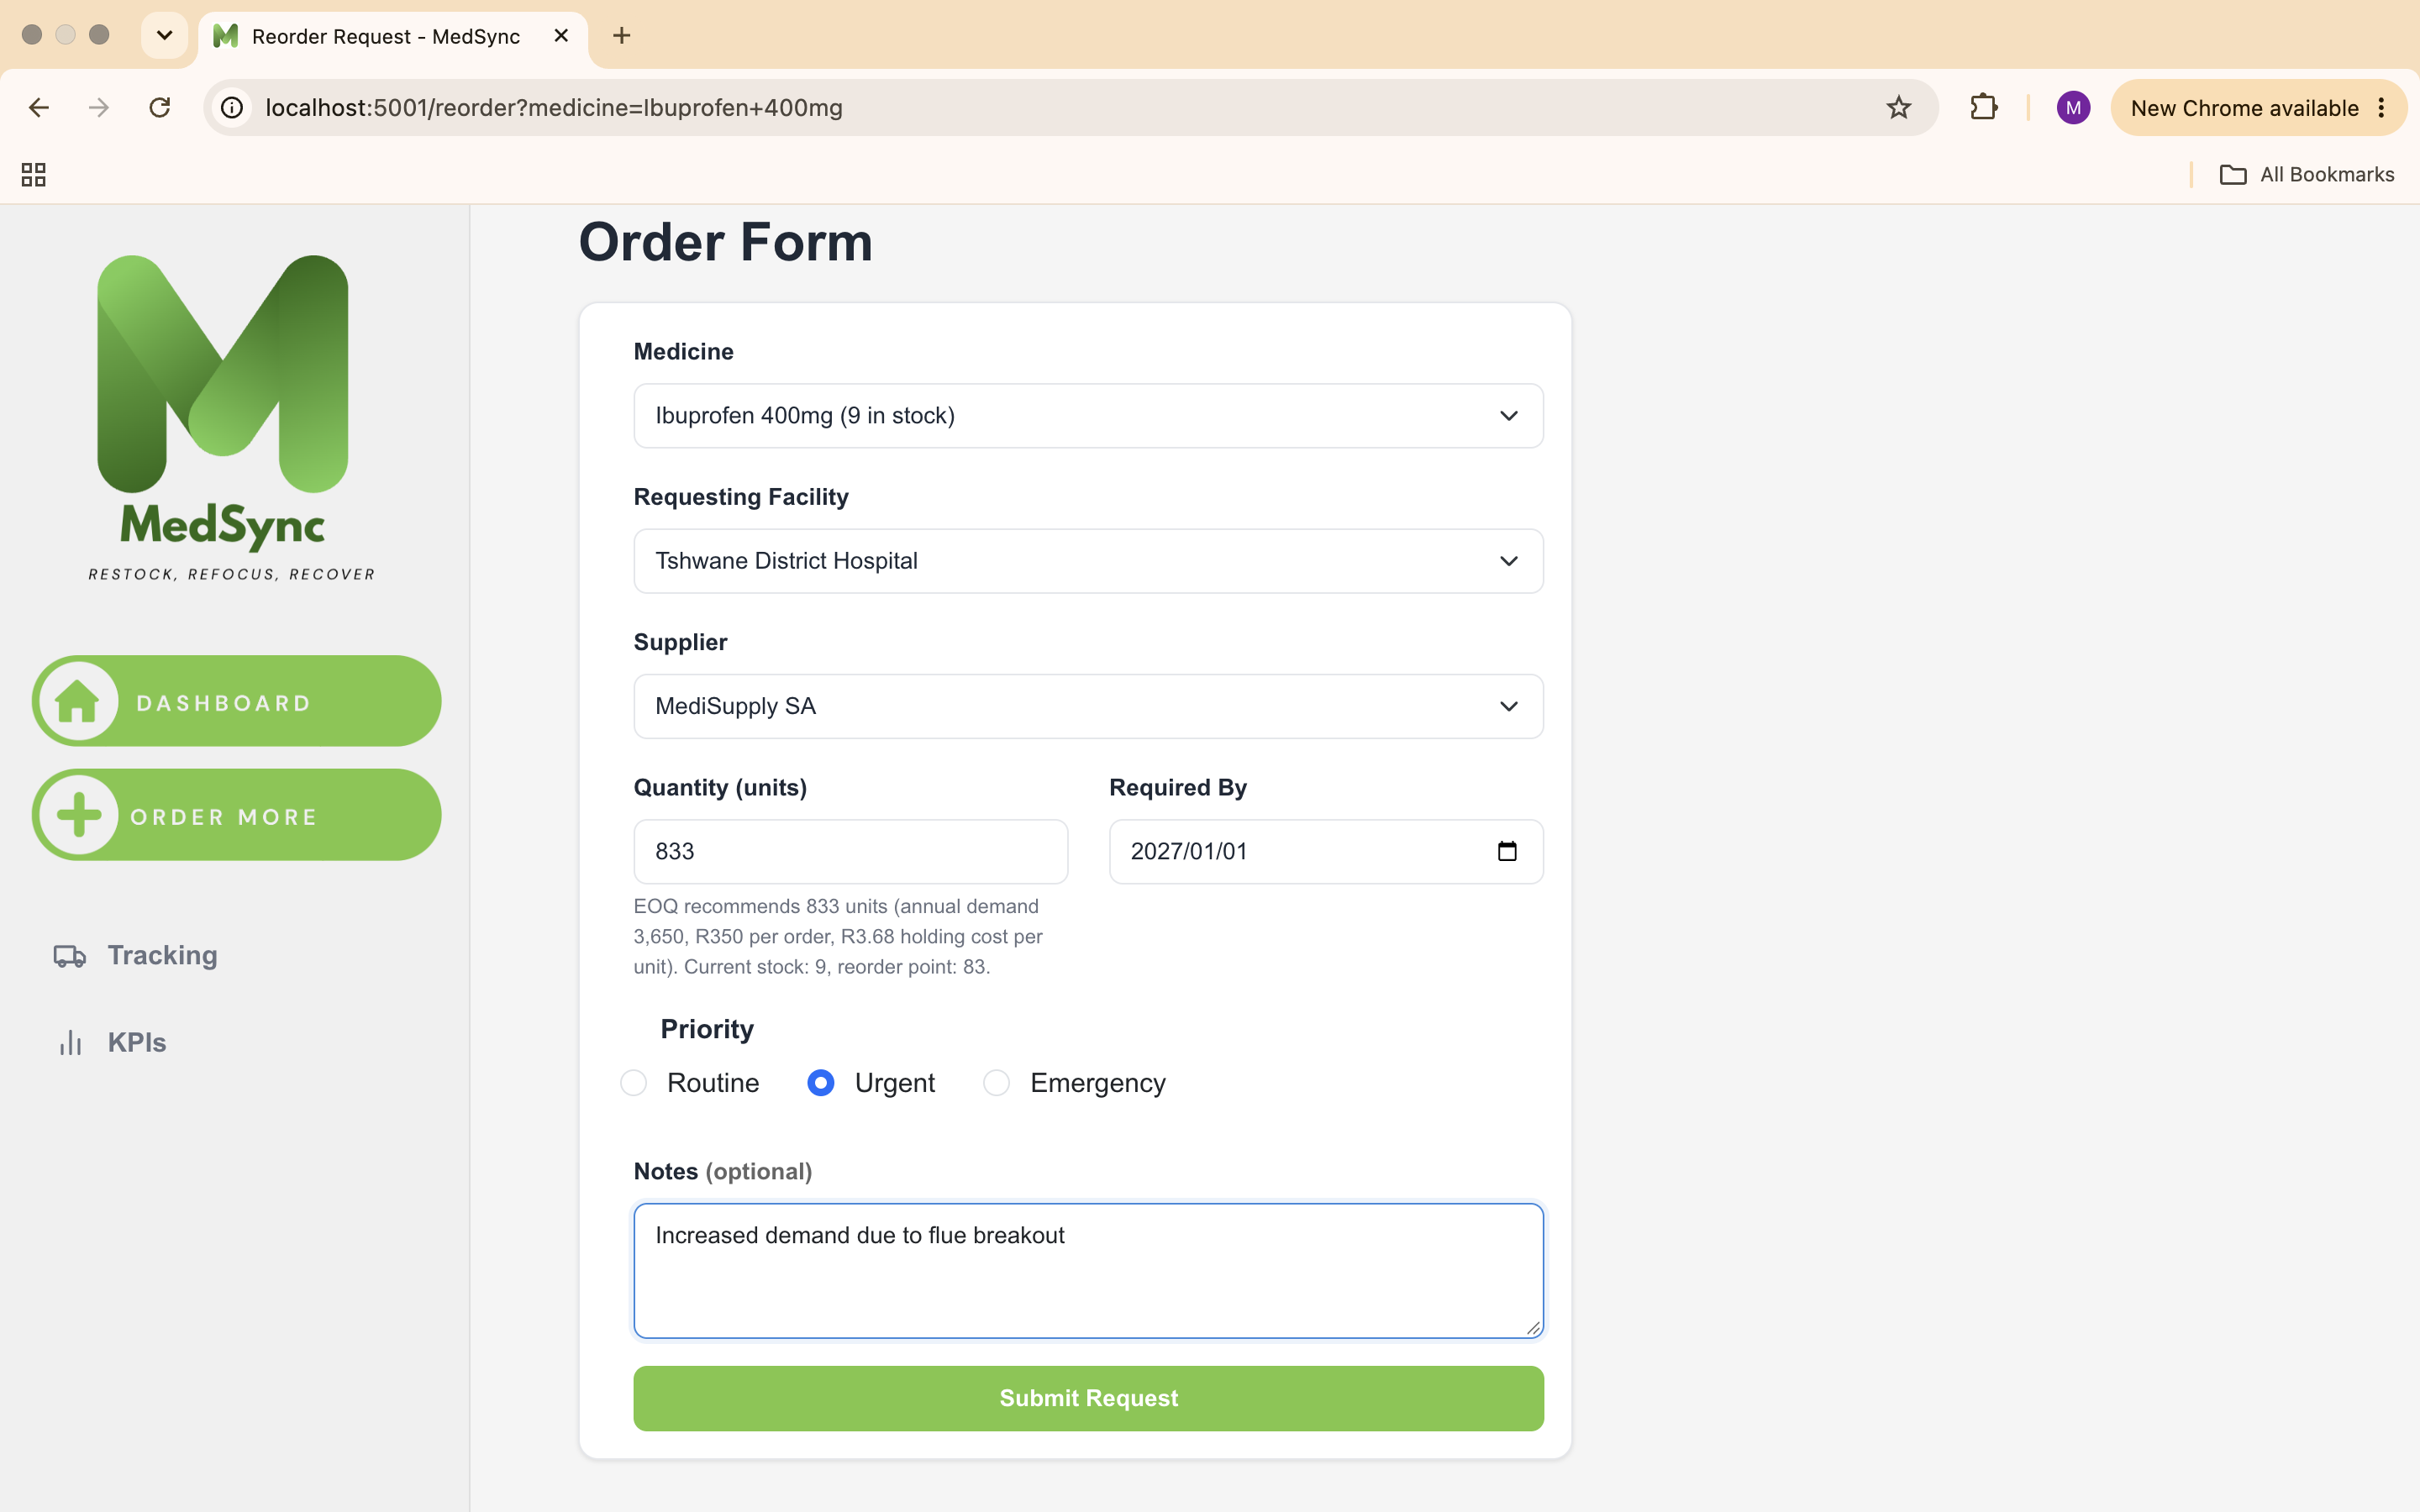 Reorder Request - MedSync
localhost:5001/reorder?medicine=Ibuprofen+400mg
M
New Chrome available
All Bookmarks
MedSync
RESTOCK, REFOCUS, RECOVER
DASHBOARD
ORDER MORE
Tracking
KPIs
Order Form
Medicine
Ibuprofen 400mg (9 in stock)
Requesting Facility
Tshwane District Hospital
Supplier
MediSupply SA
Quantity (units)
833
EOQ recommends 833 units (annual demand
3,650, R350 per order, R3.68 holding cost per
unit). Current stock: 9, reorder point: 83.
Required By
2027/01/01
Priority
Routine
Urgent
Emergency
Notes (optional)
Increased demand due to flue breakout
Submit Request